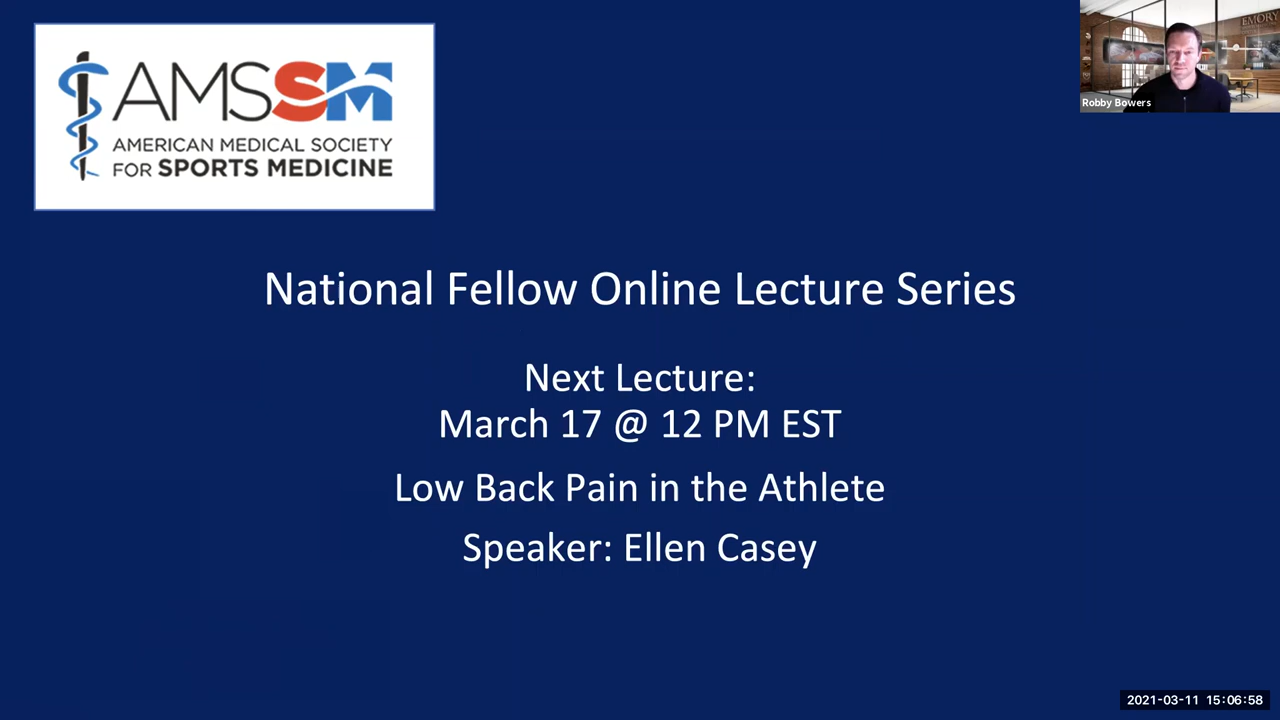 AMSSM
AMERICAN MEDICAL SOCIETY
FOR SPORTS MEDICINE
EMORY
Robby Bowers
National Fellow Online Lecture Series
Next Lecture:
March 17 @ 12 PM EST
Low Back Pain in the Athlete
Speaker: Ellen Casey
2021-03-11 15:06:58